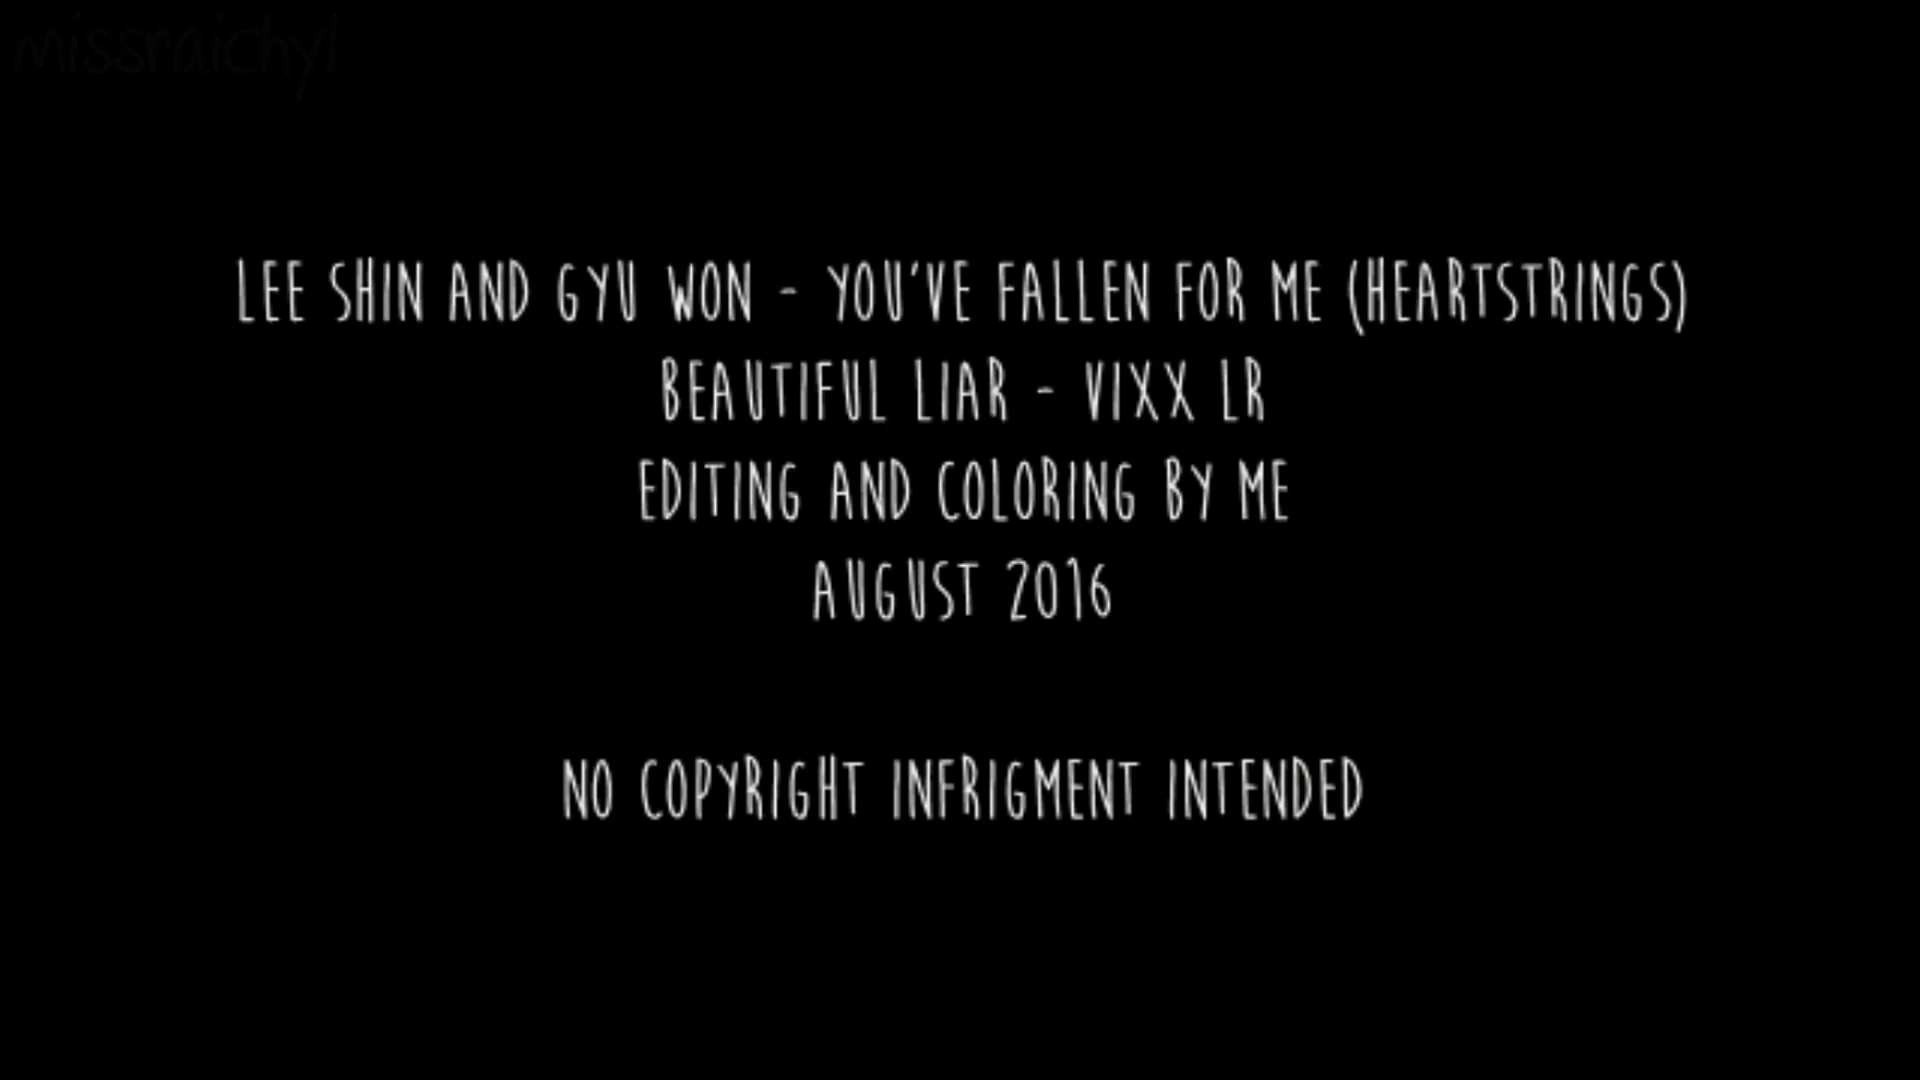 missraichyl
LEE SHIN AND GYU WON - YOU'VE FALLEN FOR ME (HEARTSTRINGS)
BEAUTIFUL LIAR - VIXX LR
EDITING AND COLORING BY ME
AUGUST 2016
NO COPYRIGHT INFRIGMENT INTENDED